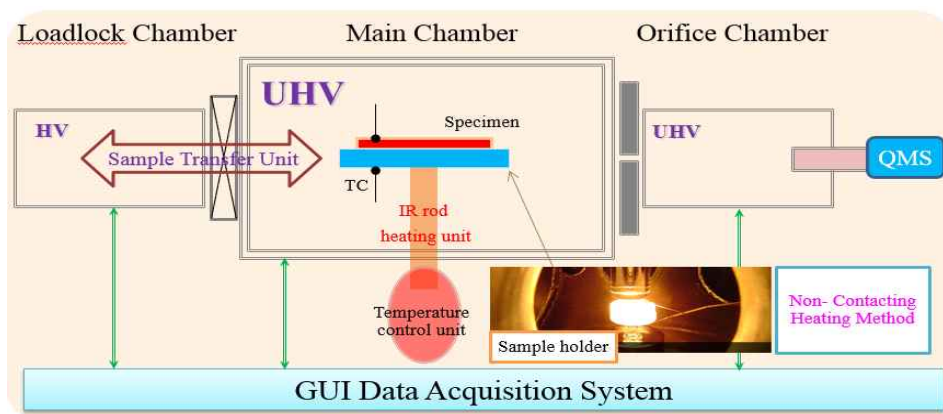 Loadlock Chamber
Main Chamber
Orifice Chamber
HV
UHV
UHV
Specimen
Sample Transfer Unit
QMS
TC
IR rod
heating unit
Temperature
control unit
Sample holder
Non- Contacting
Heating Method
GUI Data Acquisition System